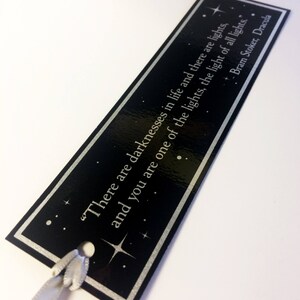 “There are darknesses in life and there are lights,
and you are one of the lights, the light of all lights.”
Bram Stoker, Dracula